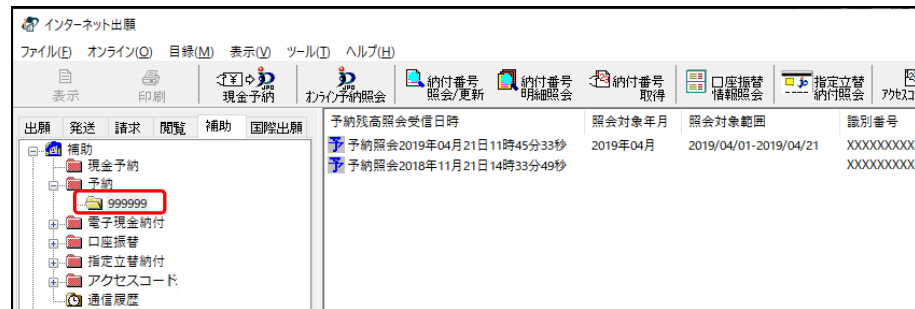 インターネット出願
ファイル(F) オンライン(O) 目録(M) 表示(V) ツール(T) ヘルプ(H)
表示 印刷 現金予納 オンライン予納照会 納付番号照会/更新 納付番号明細照会 納付番号取得 口座振替情報照会 指定立替納付照会
出願 発送 請求 閲覧 補助 国際出願
予納残高照会受信日時 照会対象年月 照会対象範囲 識別番号
補助
予納照会2019年04月21日11時45分33秒 2019年04月 2019/04/01-2019/04/21 XXXXXXXXX
現金予納
予納照会2018年11月21日14時33分49秒 XXXXXXXXX
予納
999999
電子現金納付
口座振替
指定立替納付
アクセスコード
通信履歴